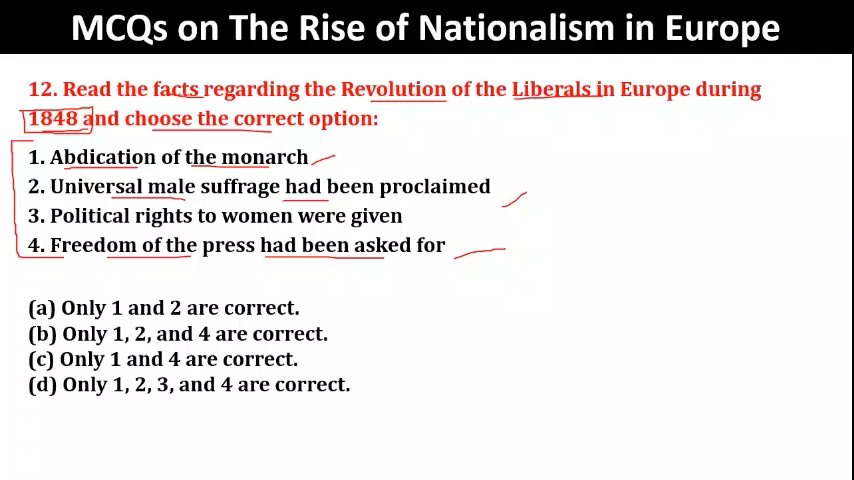 MCQs on The Rise of Nationalism in Europe
12. Read the facts regarding the Revolution of the Liberals in Europe during
1848 and choose the correct option:
1. Abdication of the monarch
2. Universal male suffrage had been proclaimed
3. Political rights to women were given
4. Freedom of the press had been asked for
(a) Only 1 and 2 are correct.
(b) Only 1, 2, and 4 are correct.
(c) Only 1 and 4 are correct.
(d) Only 1, 2, 3, and 4 are correct.